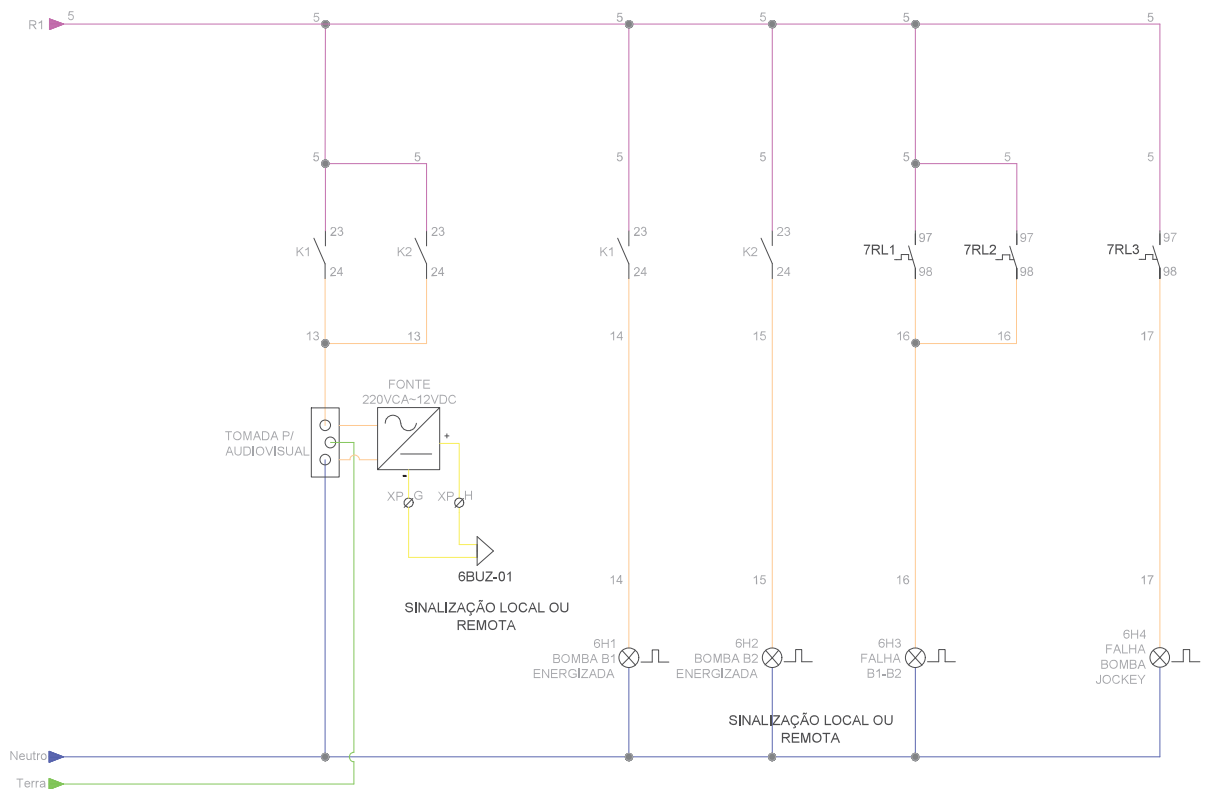 5
5
5
5
5
5
R1
5
5
5
5
5
5
5
23
23
23
23
97
97
97
K1
K2
K1
K2
7RL1
7RL2
7RL3
24
24
24
24
98
98
98
13
13
14
15
16
16
17
FONTE
220VCA~12VDC
TOMADA P/
AUDIOVISUAL
+
-
XP
G
XP
H
6BUZ-01
14
15
16
17
SINALIZAÇÃO LOCAL OU
REMOTA
6H1
BOMBA B1
ENERGIZADA
6H2
BOMBA B2
ENERGIZADA
6H3
FALHA
B1-B2
6H4
FALHA
BOMBA
JOCKEY
SINALIZAÇÃO LOCAL OU
REMOTA
Neutro
Terra